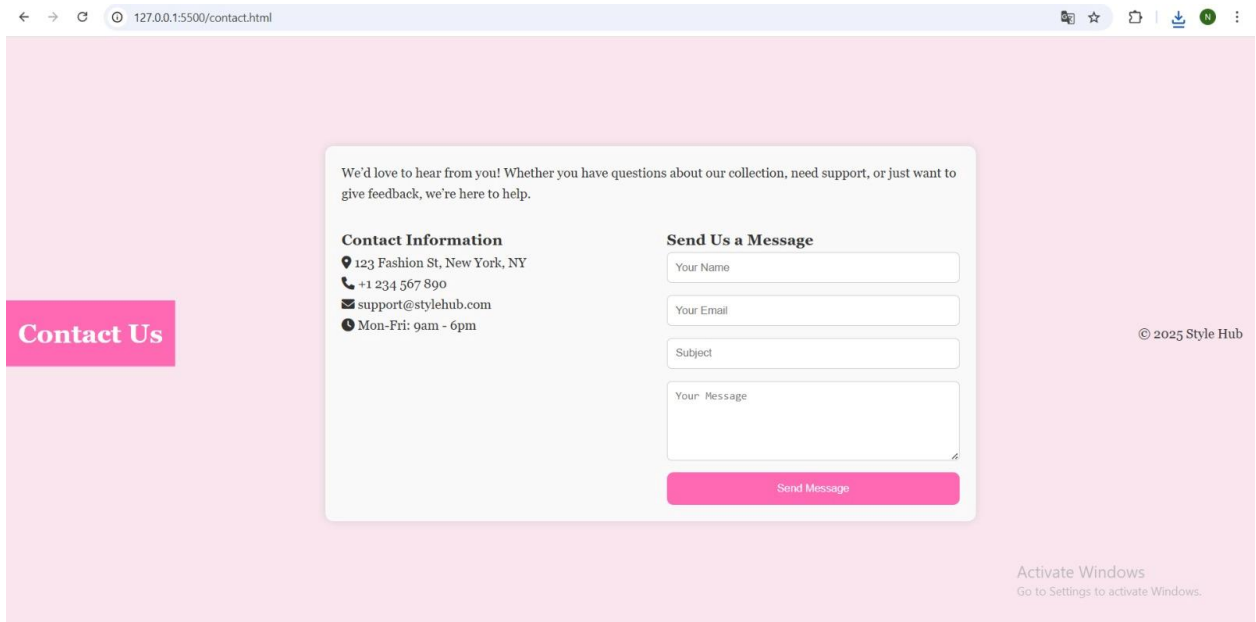 127.0.0.1:5500/contact.html
N
We’d love to hear from you! Whether you have questions about our collection, need support, or just want to
give feedback, we’re here to help.
Contact Information
123 Fashion St, New York, NY
+1 234 567 890
support@stylehub.com
Mon-Fri: 9am - 6pm
Send Us a Message
Your Name
Your Email
Subject
Your Message
Send Message
Contact Us
© 2025 Style Hub
Activate Windows
Go to Settings to activate Windows.